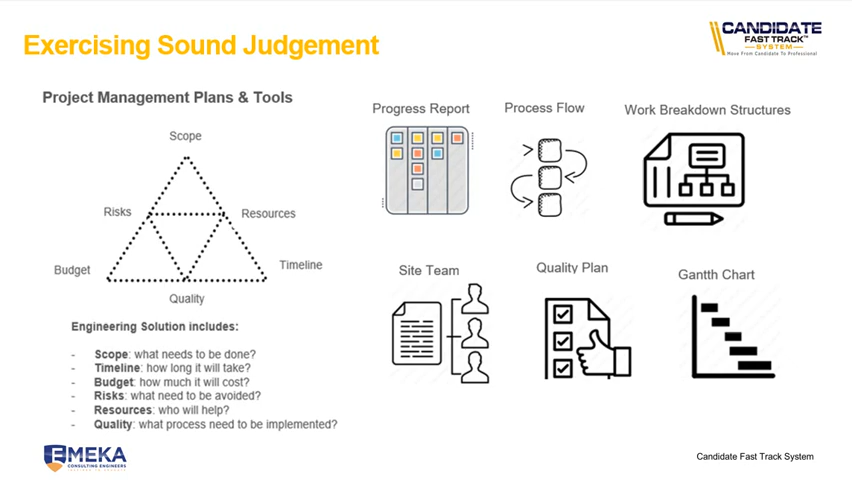 Exercising Sound Judgement
CANDIDATE
FAST TRACK™
SYSTEM
Move From Candidate To Professional
Project Management Plans & Tools
Scope
Risks
Resources
Budget
Timeline
Quality
Engineering Solution includes:
- Scope: what needs to be done?
- Timeline: how long it will take?
- Budget: how much it will cost?
- Risks: what need to be avoided?
- Resources: who will help?
- Quality: what process need to be implemented?
Progress Report
Process Flow
Work Breakdown Structures
Site Team
Quality Plan
Gantth Chart
EMEKA
CONSULTING ENGINEERS
Candidate Fast Track System